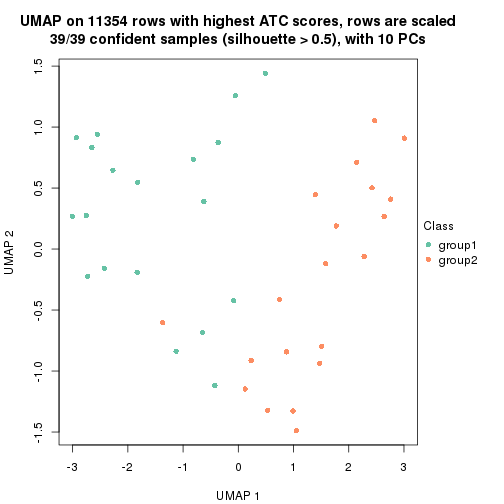 UMAP on 11354 rows with highest ATC scores, rows are scaled
39/39 confident samples (silhouette > 0.5), with 10 PCs
1.5
1.0
0.5
0.0
-0.5
-1.0
-1.5
UMAP 2
-3 -2 -1 0 1 2 3
UMAP 1
Class
group1
group2